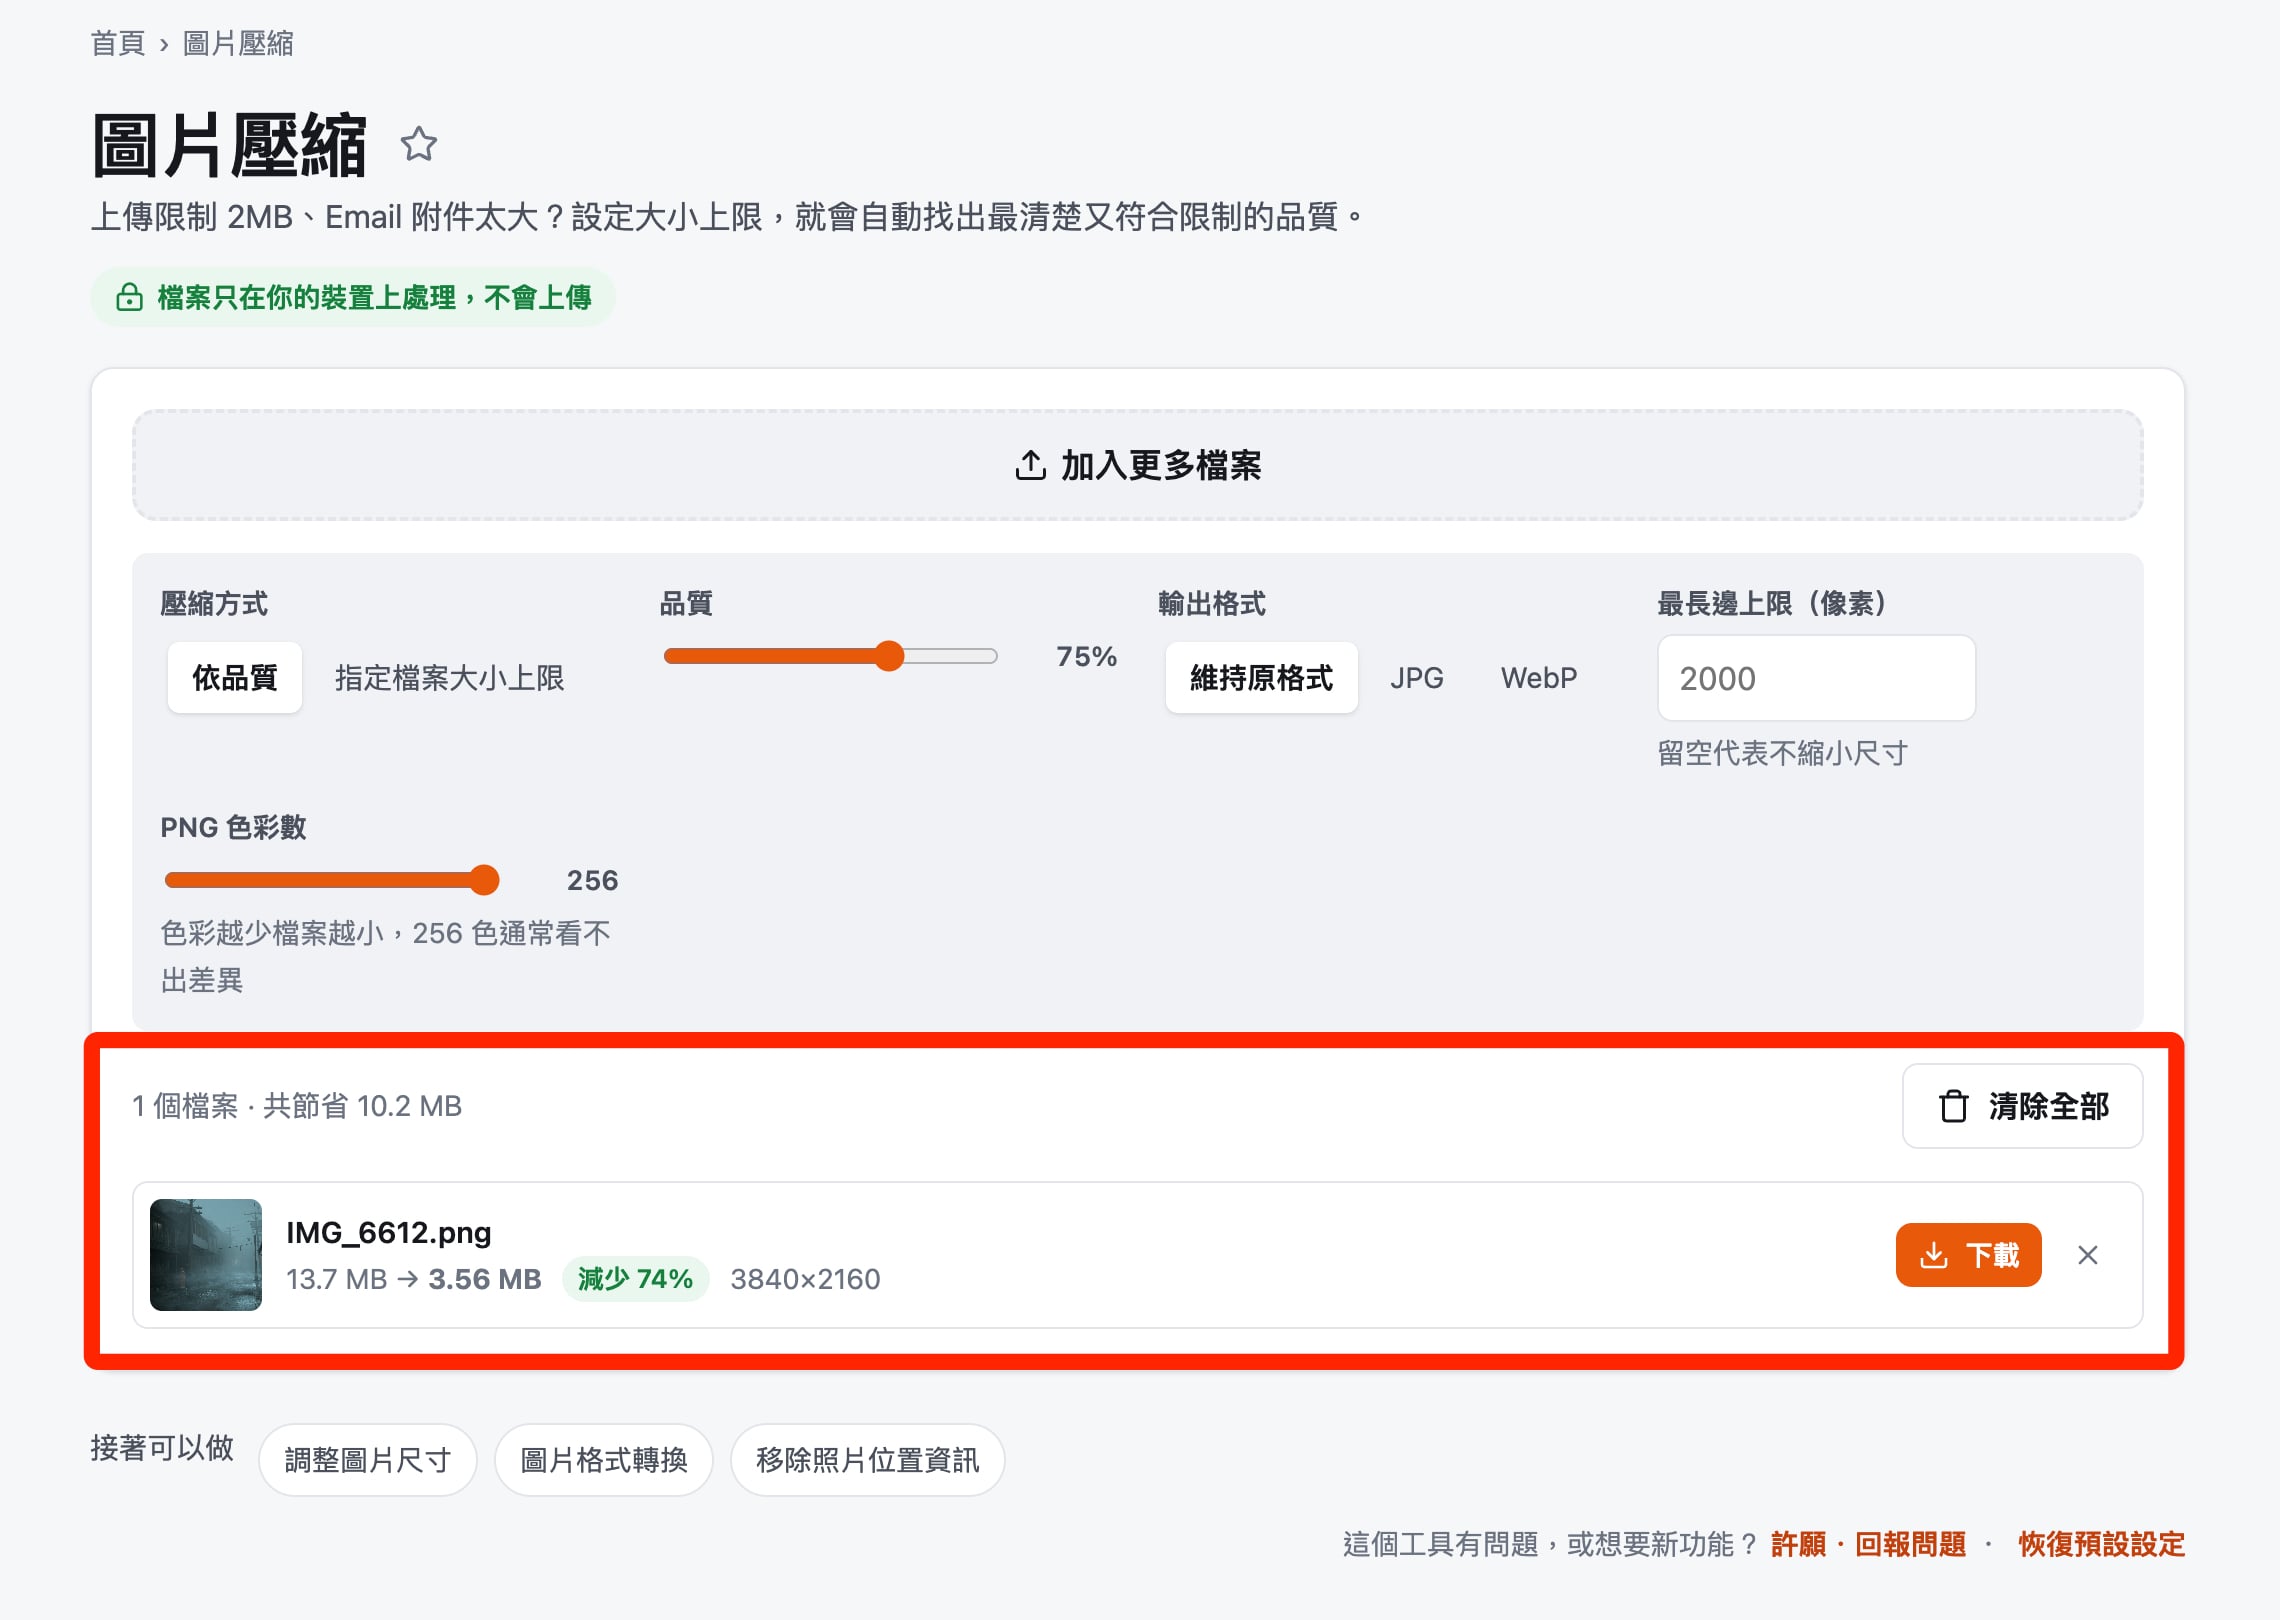 首頁 › 圖片壓縮
圖片壓縮
上傳限制 2MB、Email 附件太大？設定大小上限，就會自動找出最清楚又符合限制的品質。
檔案只在你的裝置上處理，不會上傳
加入更多檔案
壓縮方式
依品質 指定檔案大小上限
品質
75%
輸出格式
維持原格式 JPG WebP
最長邊上限（像素）
2000
留空代表不縮小尺寸
PNG 色彩數
256
色彩越少檔案越小，256 色通常看不
出差異
1 個檔案 · 共節省 10.2 MB
清除全部
IMG_6612.png
13.7 MB → 3.56 MB 減少 74% 3840×2160
下載
接著可以做 調整圖片尺寸 圖片格式轉換 移除照片位置資訊
這個工具有問題，或想要新功能？ 許願 · 回報問題 · 恢復預設設定